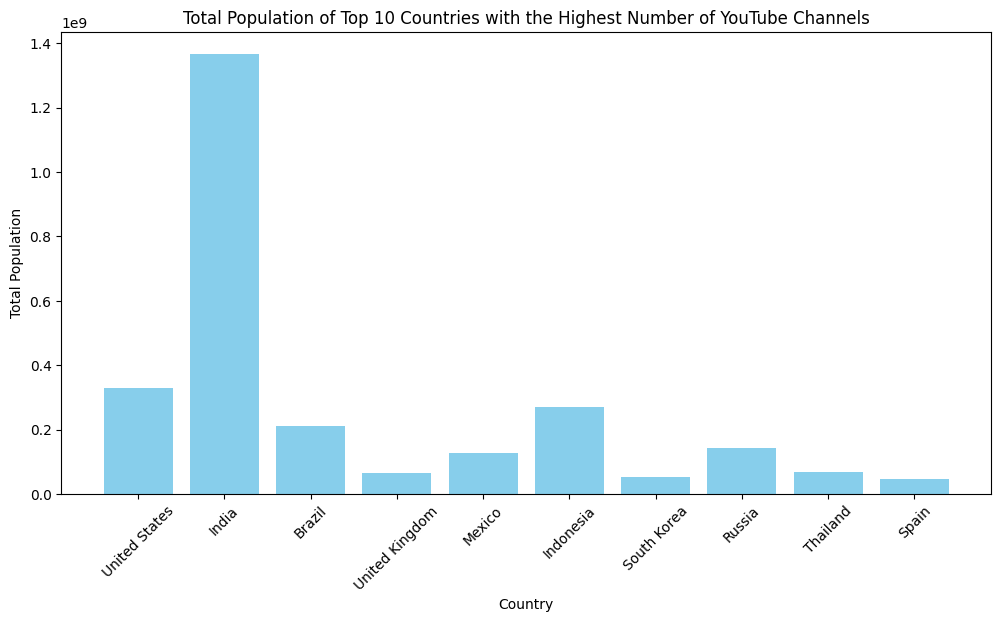 Total Population of Top 10 Countries with the Highest Number of YouTube Channels
1e9
1.4
1.2
1.0
0.8
0.6
0.4
0.2
0.0
Total Population
United States
India
Brazil
United Kingdom
Mexico
Indonesia
South Korea
Russia
Thailand
Spain
Country